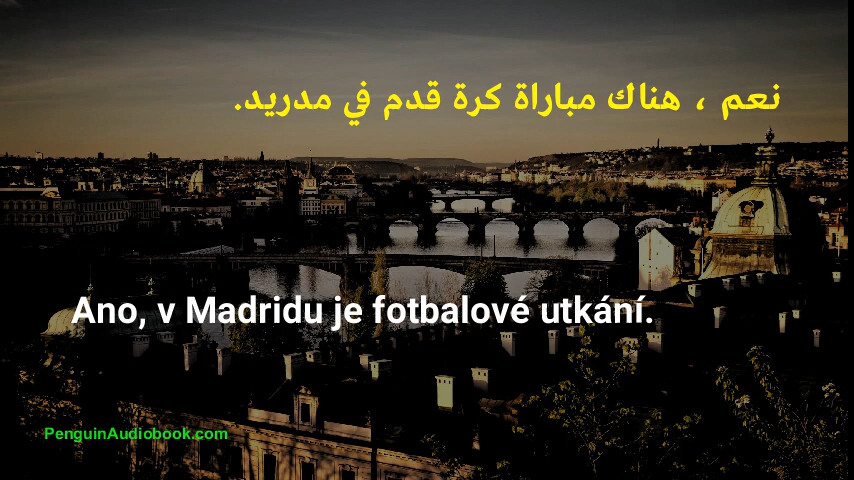 نعم ، هناك مباراة كرة قدم في مدريد.
Ano, v Madridu je fotbalové utkání.
PenguinAudiobook.com